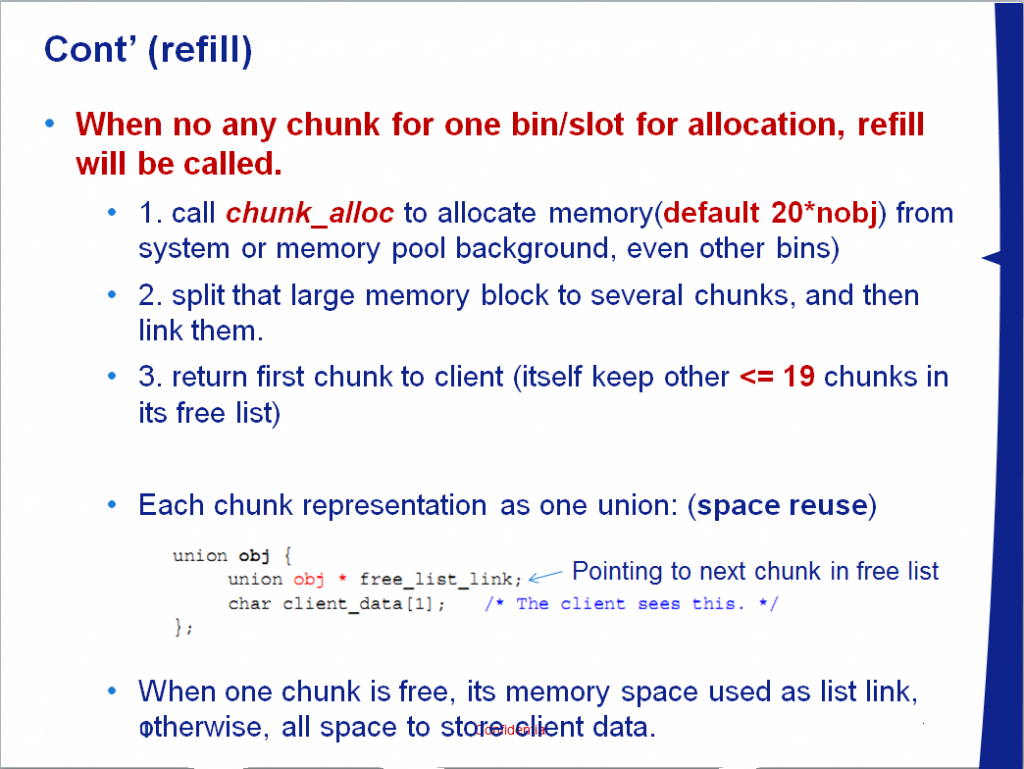 Cont’ (refill)
• When no any chunk for one bin/slot for allocation, refill
will be called.
• 1. call chunk_alloc to allocate memory(default 20*nobj) from
system or memory pool background, even other bins)
• 2. split that large memory block to several chunks, and then
link them.
• 3. return first chunk to client (itself keep other <= 19 chunks in
its free list)
• Each chunk representation as one union: (space reuse)
union obj {
union obj * free_list_link; Pointing to next chunk in free list
char client_data[1]; /* The client sees this. */
};
• When one chunk is free, its memory space used as list link,
otherwise, all space to store client data.
Confidential